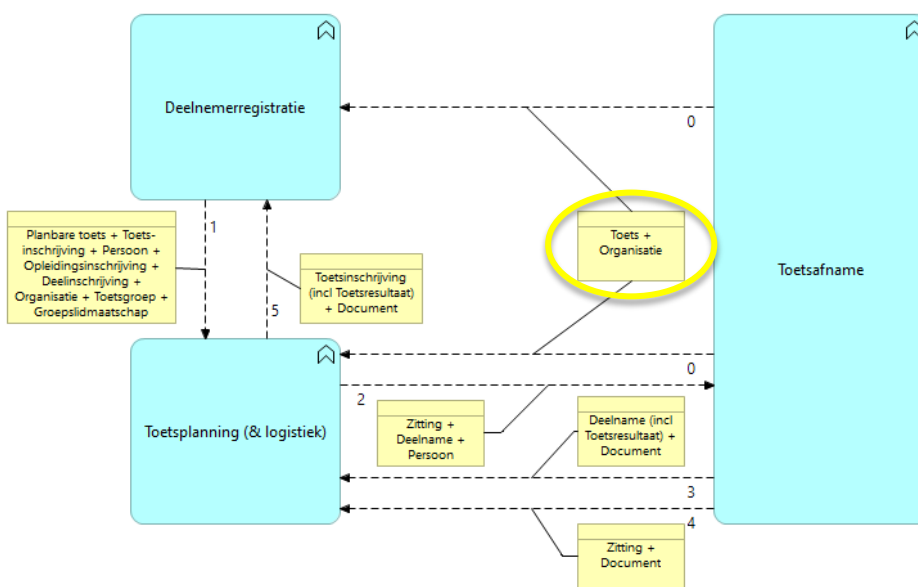 Deelnemerregistratie
0
1
Planbare toets + Toets-
inschrijving + Persoon +
Opleidingsinschrijving +
Deelinschrijving +
Organisatie + Toetsgroep +
Groepslidmaatschap
Toetsinschrijving
(incl Toetsresultaat)
+ Document
5
Toets +
Organisatie
Toetsafname
Toetsplanning (& logistiek)
0
2
Zitting +
Deelname +
Persoon
Deelname (incl
Toetsresultaat) +
Document
3
4
Zitting +
Document